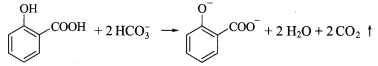 OH
COOH + 2 HCO₃⁻ → O⁻ COO⁻ + 2 H₂O + 2 CO₂ ↑